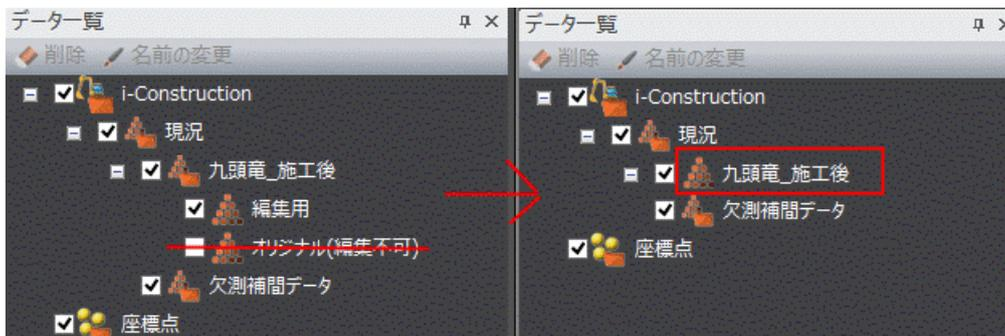 データ一覧
削除 名前の変更
i-Construction
現況
九頭竜_施工後
編集用
オリジナル(編集不可)
欠測補間データ
座標点
データ一覧
削除 名前の変更
i-Construction
現況
九頭竜_施工後
欠測補間データ
座標点